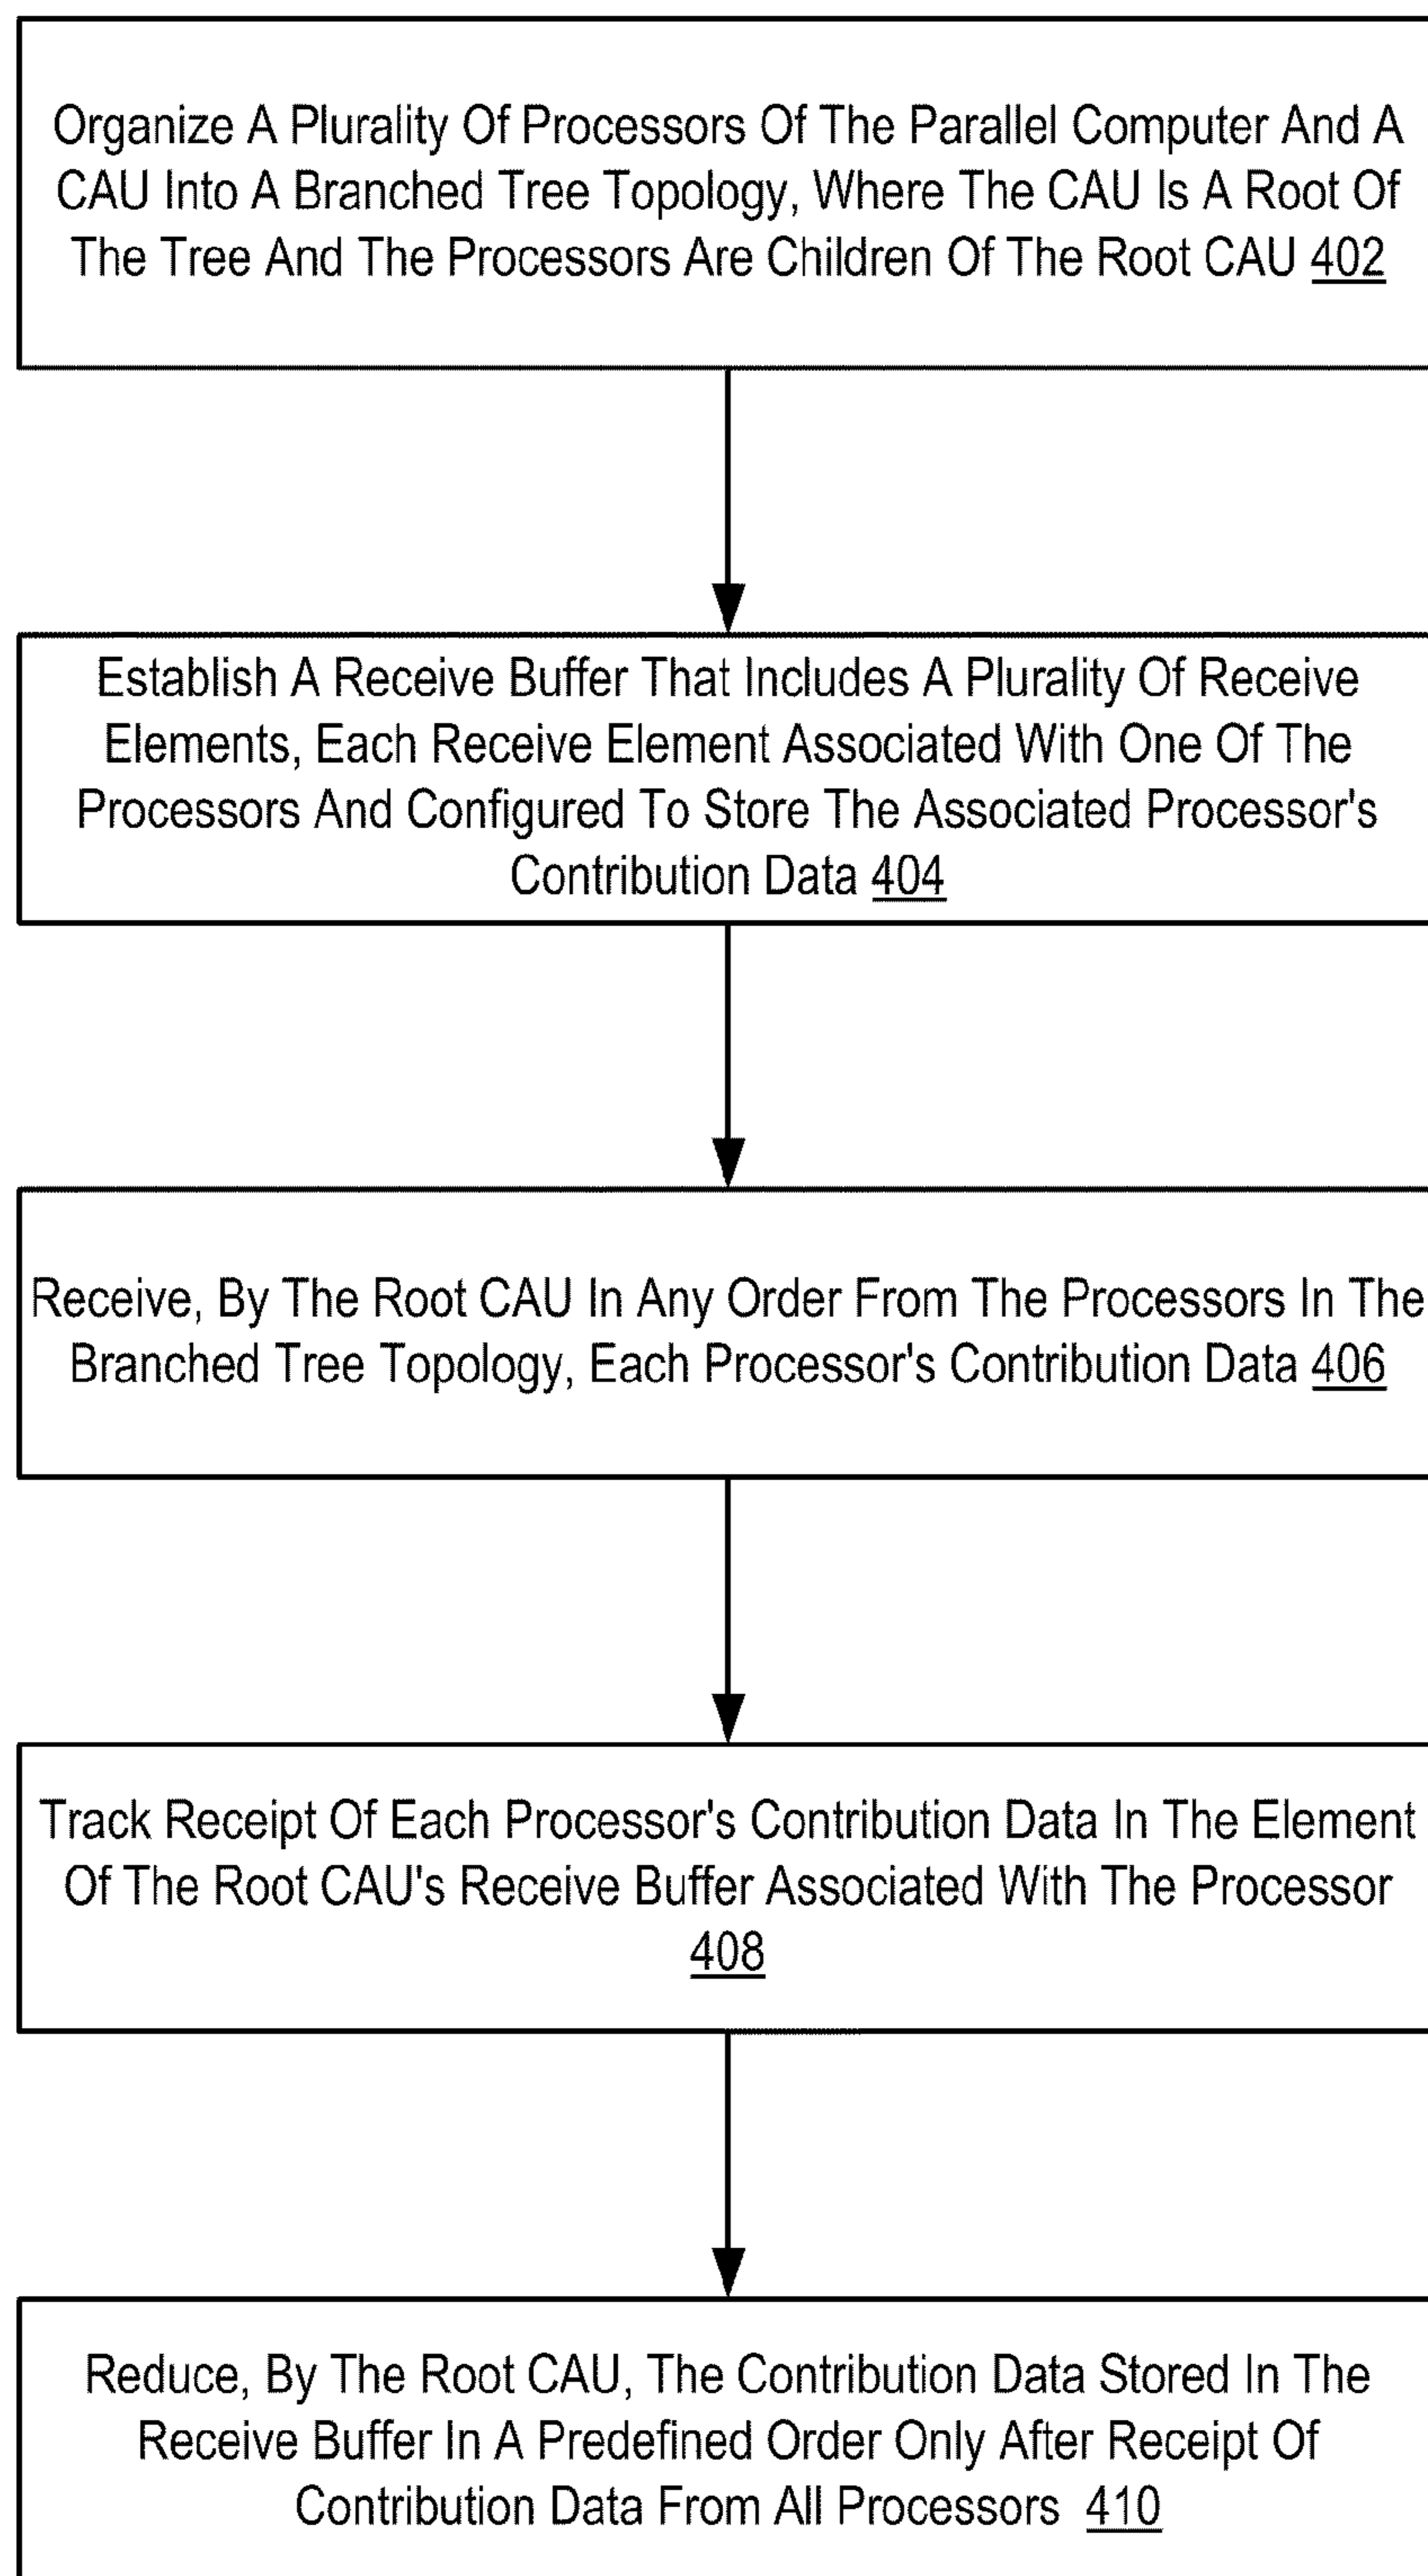 Organize A Plurality Of Processors Of The Parallel Computer And A
CAU Into A Branched Tree Topology, Where The CAU Is A Root Of
The Tree And The Processors Are Children Of The Root CAU 402
Establish A Receive Buffer That Includes A Plurality Of Receive
Elements, Each Receive Element Associated With One Of The
Processors And Configured To Store The Associated Processor's
Contribution Data 404
Receive, By The Root CAU In Any Order From The Processors In The
Branched Tree Topology, Each Processor's Contribution Data 406
Track Receipt Of Each Processor's Contribution Data In The Element
Of The Root CAU's Receive Buffer Associated With The Processor
408
Reduce, By The Root CAU, The Contribution Data Stored In The
Receive Buffer In A Predefined Order Only After Receipt Of
Contribution Data From All Processors 410